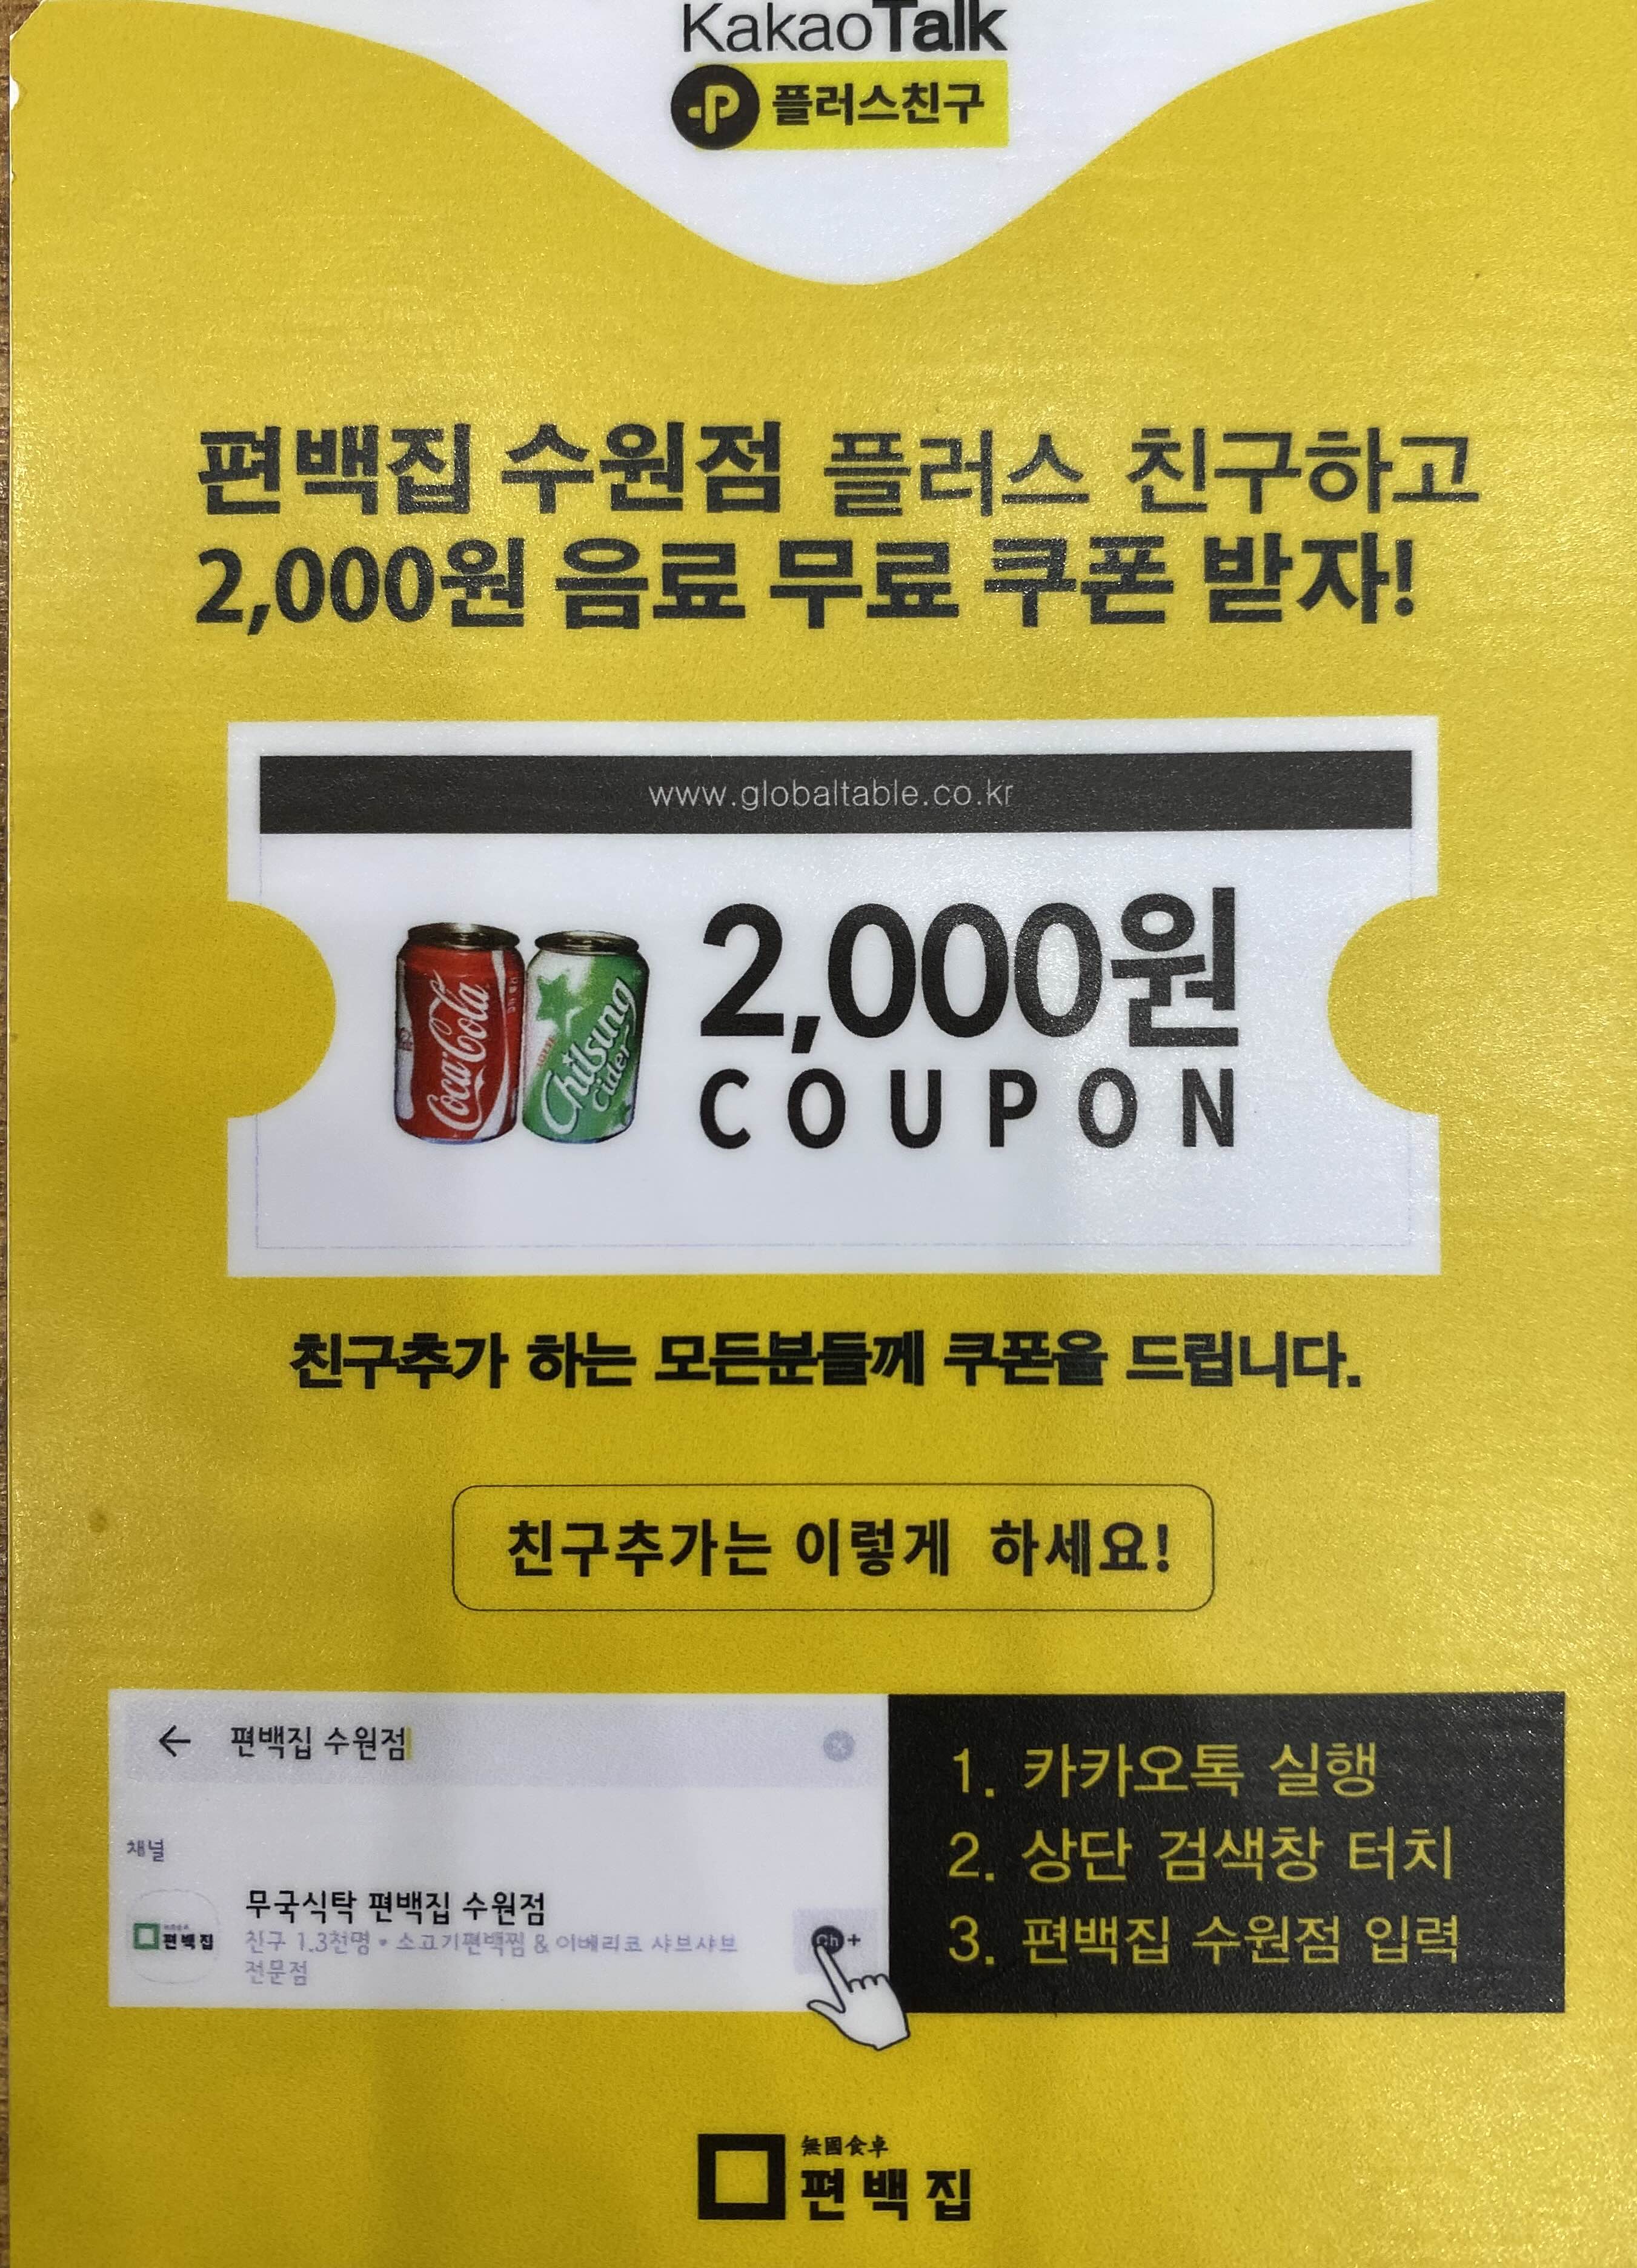 KakaoTalk
플러스친구
편백집 수원점 플러스 친구하고
2,000원 음료 무료 쿠폰 받자!
www.globaltable.co.kr
Coca-Cola
Chilsung
Cider
2,000원
COUPON
친구추가 하는 모든분들께 쿠폰을 드립니다.
친구추가는 이렇게 하세요!
편백집 수원점
채널
무국식탁 편백집 수원점
친구 1.3천명 • 소고기편백찜 & 이베리코 샤브샤브
전문점
편백집
Ch+
1. 카카오톡 실행
2. 상단 검색창 터치
3. 편백집 수원점 입력
無國食卓
편백집